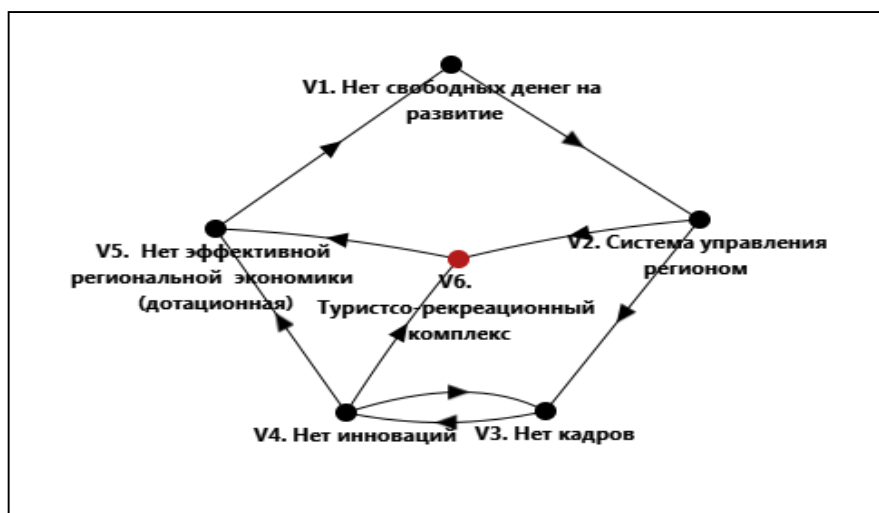 V1. Нет свободных денег на
развитие
V2. Система управления
регионом
V5. Нет эффективной
региональной экономики
(дотационная)
V6.
Туристсо-рекреационный
комплекс
V4. Нет инноваций
V3. Нет кадров